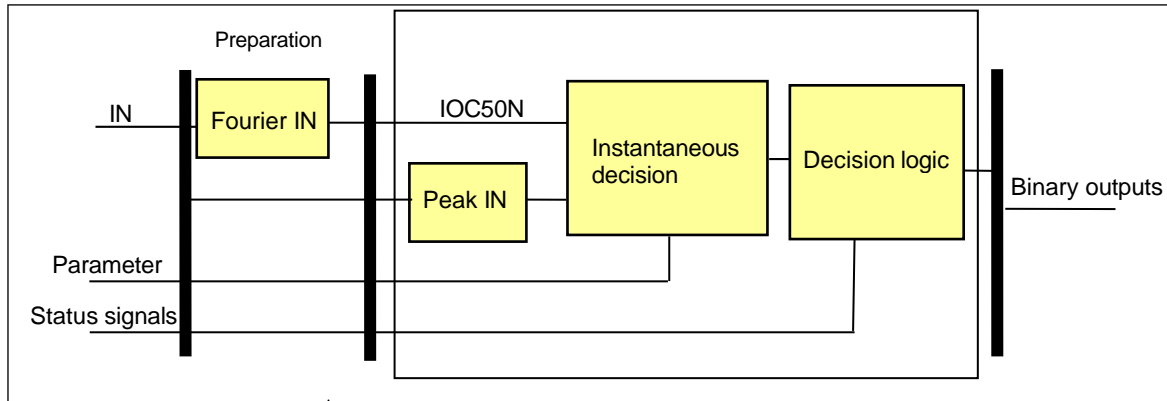 Preparation
IN
Fourier IN
IOC50N
Instantaneous
decision
Decision logic
Peak IN
Binary outputs
Parameter
Status signals